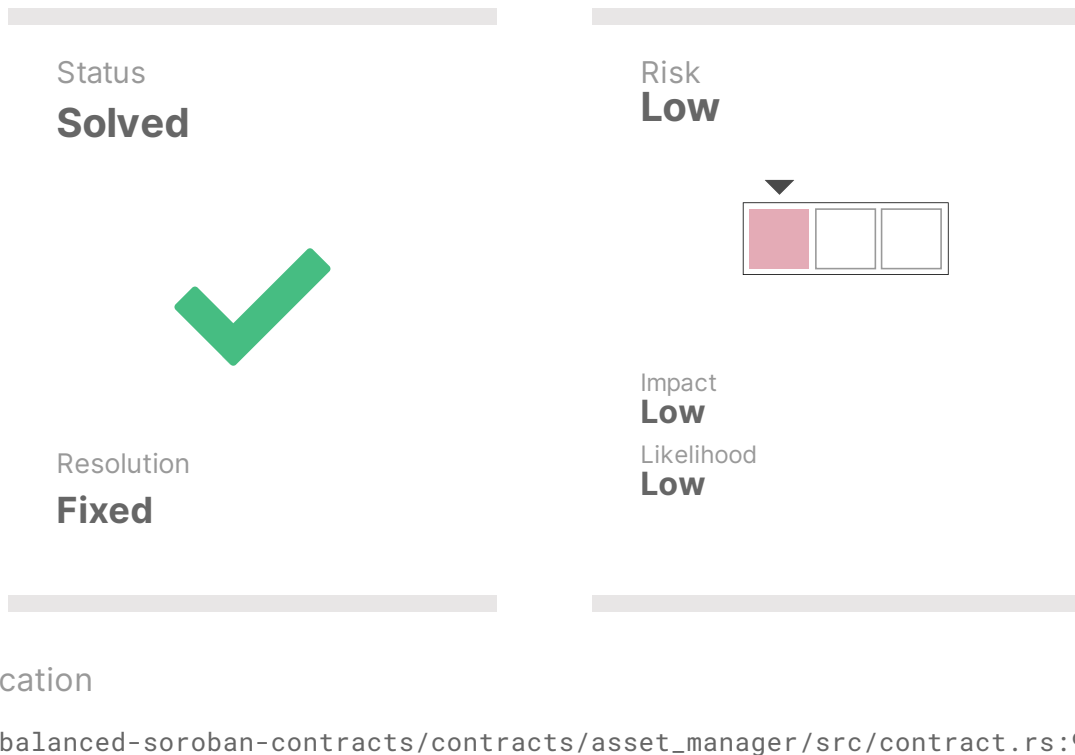 Status
Solved
Resolution
Fixed
Risk
Low
Impact
Low
Likelihood
Low
cation
balanced-soroban-contracts/contracts/asset_manager/src/contract.rs: